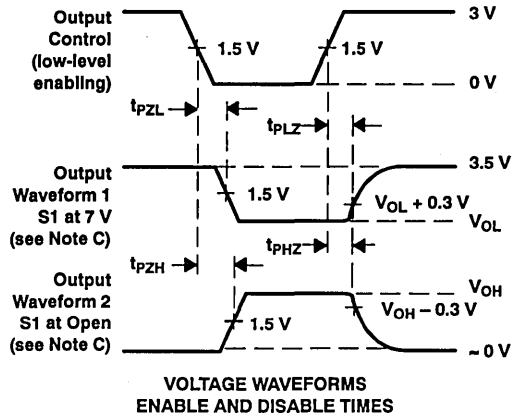 Output
Control
(low-level
enabling)
3 V
1.5 V
1.5 V
0 V
tPZL
tPLZ
Output
Waveform 1
S1 at 7 V
(see Note C)
3.5 V
1.5 V
VOL + 0.3 V
VOL
tPZH
tPHZ
Output
Waveform 2
S1 at Open
(see Note C)
VOH
1.5 V
VOH – 0.3 V
~ 0 V
VOLTAGE WAVEFORMS
ENABLE AND DISABLE TIMES